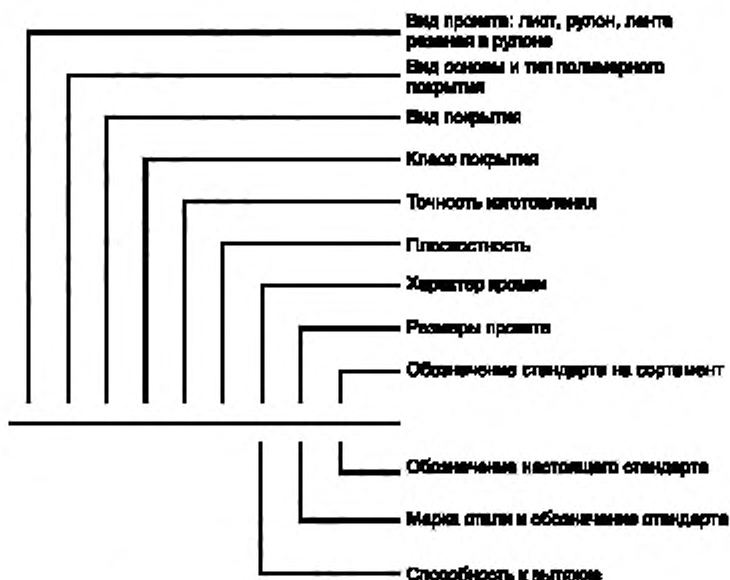 Вид проката: лист, рулон, лента
резаная в рулоне
Вид основы и тип полимерного
покрытия
Вид покрытия
Класс покрытия
Точность изготовления
Плоскостность
Характер кромки
Размеры проката
Обозначение стандарта на сортамент
Обозначение настоящего стандарта
Марка стали и обозначение стандарта
Способность к вытяжке